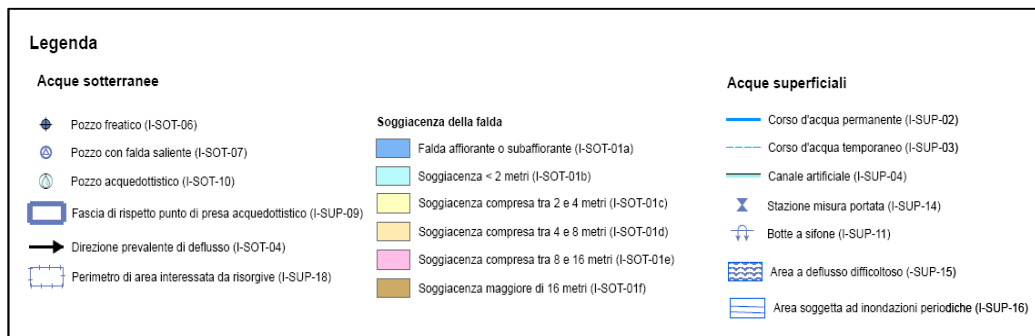 Legenda
Acque sotterranee
Pozzo freatico (I-SOT-06)
Pozzo con falda saliente (I-SOT-07)
Pozzo acquedottistico (I-SOT-10)
Fascia di rispetto punto di presa acquedottistico (I-SUP-09)
Direzione prevalente di deflusso (I-SOT-04)
Perimetro di area interessata da risorgive (I-SUP-18)
Soggiacenza della falda
Falda affiorante o subaffiorante (I-SOT-01a)
Soggiacenza < 2 metri (I-SOT-01b)
Soggiacenza compresa tra 2 e 4 metri (I-SOT-01c)
Soggiacenza compresa tra 4 e 8 metri (I-SOT-01d)
Soggiacenza compresa tra 8 e 16 metri (I-SOT-01e)
Soggiacenza maggiore di 16 metri (I-SOT-01f)
Acque superficiali
Corso d'acqua permanente (I-SUP-02)
Corso d'acqua temporaneo (I-SUP-03)
Canale artificiale (I-SUP-04)
Stazione misura portata (I-SUP-14)
Botte a sifone (I-SUP-11)
Area a deflusso difficoltoso (-SUP-15)
Area soggetta ad inondazioni periodiche (I-SUP-16)